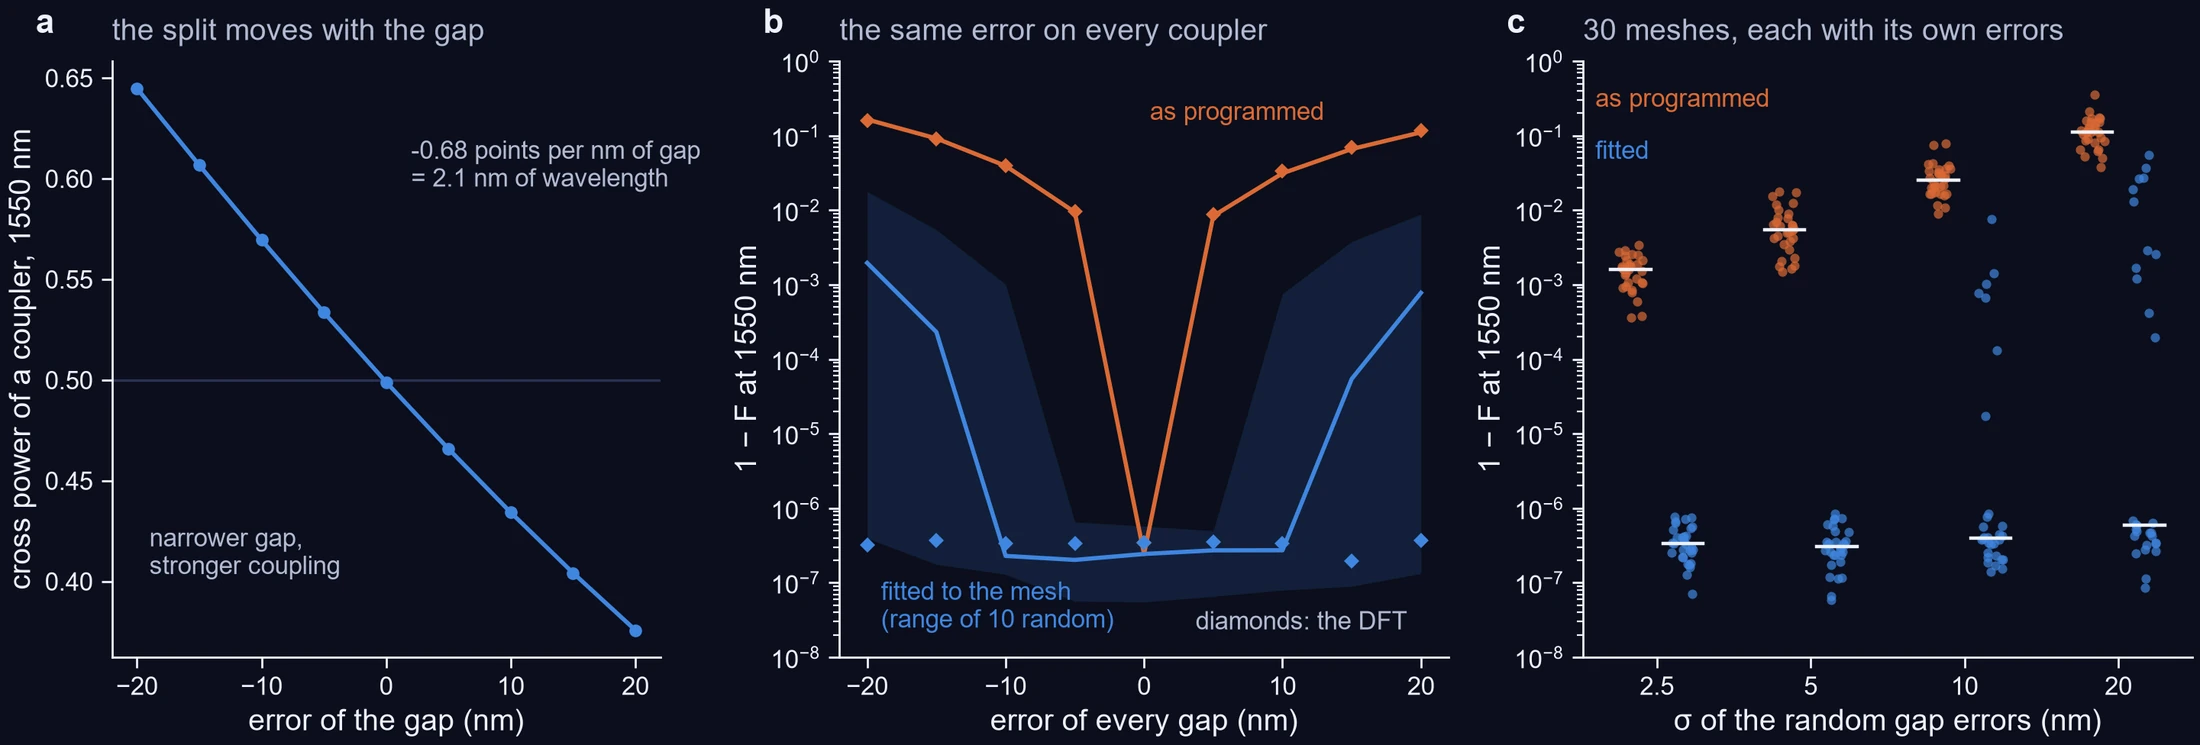 a
the split moves with the gap
cross power of a coupler, 1550 nm
0.65
0.60
0.55
0.50
0.45
0.40
-0.68 points per nm of gap
= 2.1 nm of wavelength
narrower gap,
stronger coupling
−20
−10
0
10
20
error of the gap (nm)
b
the same error on every coupler
1 − F at 1550 nm
10⁰
10⁻¹
10⁻²
10⁻³
10⁻⁴
10⁻⁵
10⁻⁶
10⁻⁷
10⁻⁸
as programmed
fitted to the mesh
(range of 10 random)
diamonds: the DFT
−20
−10
0
10
20
error of every gap (nm)
c
30 meshes, each with its own errors
1 − F at 1550 nm
10⁰
10⁻¹
10⁻²
10⁻³
10⁻⁴
10⁻⁵
10⁻⁶
10⁻⁷
10⁻⁸
as programmed
fitted
2.5
5
10
20
σ of the random gap errors (nm)